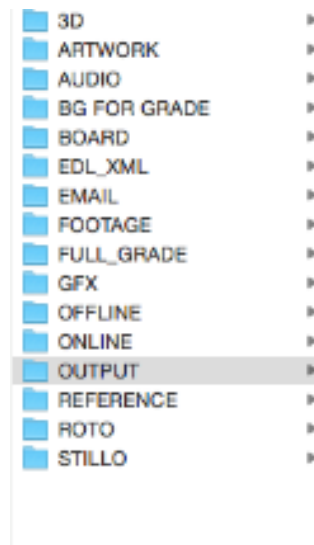 3D
ARTWORK
AUDIO
BG FOR GRADE
BOARD
EDL_XML
EMAIL
FOOTAGE
FULL_GRADE
GFX
OFFLINE
ONLINE
OUTPUT
REFERENCE
ROTO
STILLO